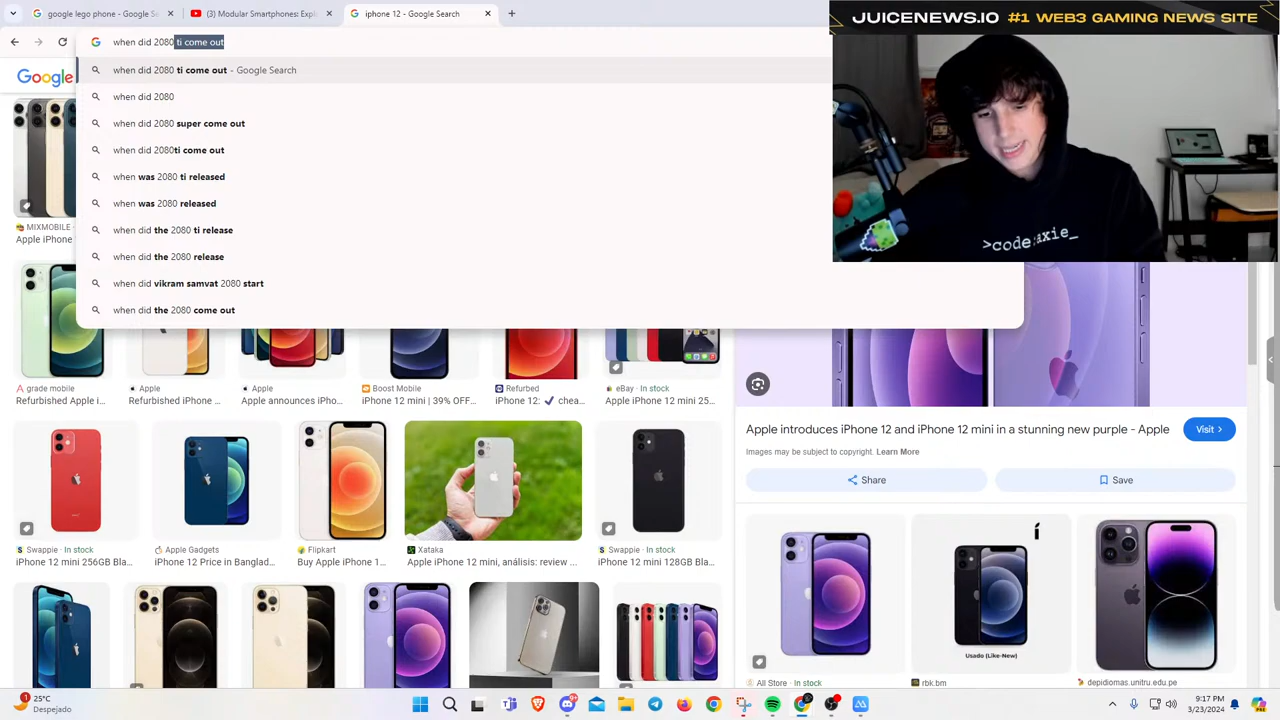 google lego phone - Google Se
(3) Modular Smartphones: Expl
iphone 12 - Google Search
JUICENEWS.IO #1 WEB3 GAMING NEWS SITE
when did 2080 ti come out
Google
when did 2080 ti come out - Google Search
when did 2080
when did 2080 super come out
when did 2080ti come out
when was 2080 ti released
when was 2080 released
when did the 2080 ti release
when did the 2080 release
when did vikram samvat 2080 start
when did the 2080 come out
>code:axie_
MIXMOBILE
Apple iPhone
grade mobile
Refurbished Apple i...
Apple
Refurbished iPhone ...
Apple
Apple announces iPho...
Boost Mobile
iPhone 12 mini | 39% OFF...
Refurbed
iPhone 12: ✔ chea...
eBay · In stock
Apple iPhone 12 mini 25...
Apple introduces iPhone 12 and iPhone 12 mini in a stunning new purple - Apple
Visit >
Images may be subject to copyright. Learn More
Share
Save
Swappie · In stock
iPhone 12 mini 256GB Bla...
Apple Gadgets
iPhone 12 Price in Banglad...
Flipkart
Buy Apple iPhone 1...
Xataka
Apple iPhone 12 mini, análisis: review ...
Swappie · In stock
iPhone 12 mini 128GB Bla...
Usado (Like-New)
All Store · In stock
rbk.bm
depidiomas.unitru.edu.pe
1
25°C
Despejado
9:17 PM
3/23/2024